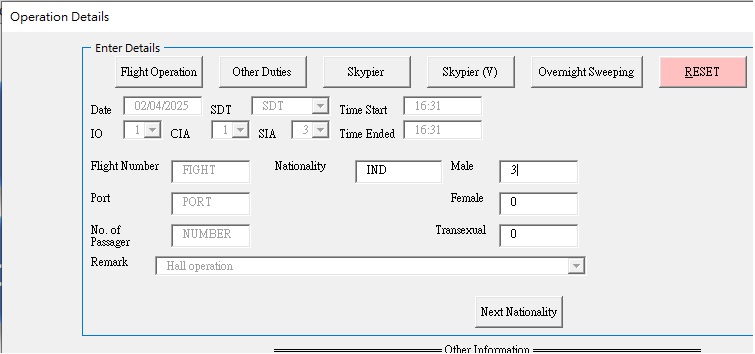 Operation Details
Enter Details
Flight Operation Other Duties Skypier Skypier (V) Overnight Sweeping RESET
Date 02/04/2025 SDT SDT Time Start 16:31
IO 1 CIA 1 SIA 3 Time Ended 16:31
Flight Number FIGHT Nationality IND Male 3
Port PORT Female 0
No. of
Passager NUMBER Transexual 0
Remark Hall operation
Next Nationality
Other Information